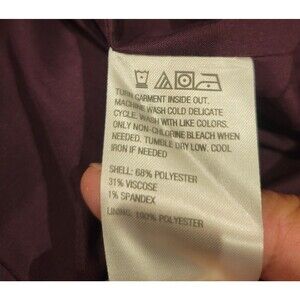 TURN GARMENT INSIDE OUT.
MACHINE WASH COLD DELICATE
CYCLE. WASH WITH LIKE COLORS.
ONLY NON-CHLORINE BLEACH WHEN
NEEDED. TUMBLE DRY LOW. COOL
IRON IF NEEDED
SHELL: 68% POLYESTER
31% VISCOSE
1% SPANDEX
LINING: 100% POLYESTER